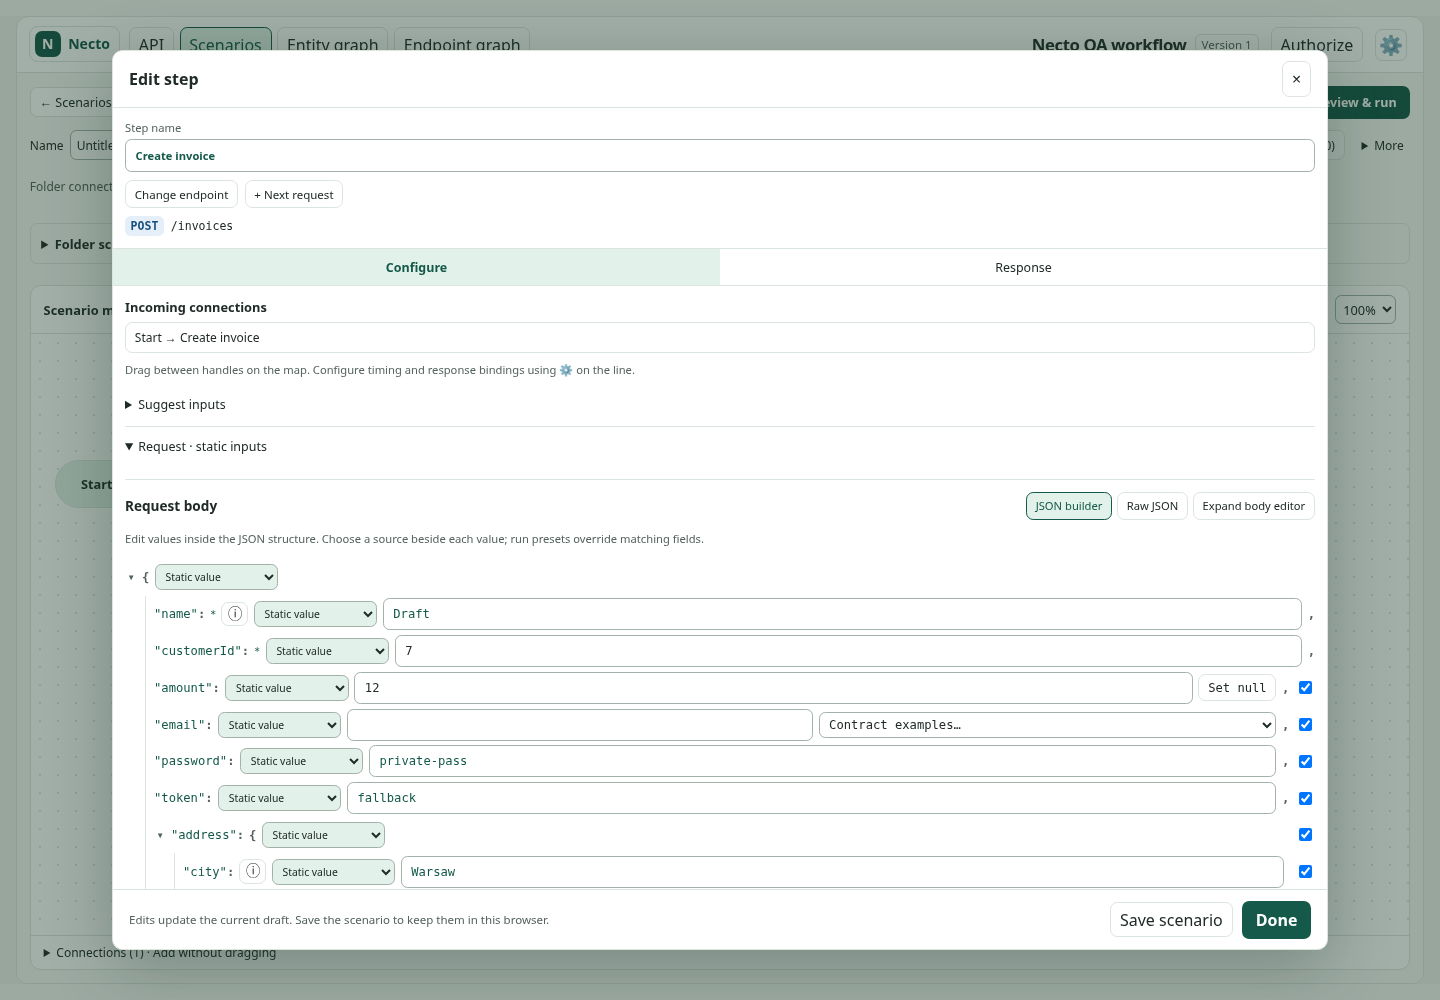 N Necto API Scenarios Entity graph Endpoint graph Necto QA workflow Version 1 Authorize
Edit step ×
← Scenarios view & run
Step name
Name Untitle Create invoice 0) ▶ More
Folder connect Change endpoint + Next request
POST /invoices
▶ Folder sc
Configure Response
Scenario m Incoming connections 100%
Start → Create invoice
Drag between handles on the map. Configure timing and response bindings using ⚙️ on the line.
▶ Suggest inputs
▼ Request · static inputs
Start
Request body JSON builder Raw JSON Expand body editor
Edit values inside the JSON structure. Choose a source beside each value; run presets override matching fields.
▾ { Static value
"name": * ⓘ Static value Draft ,
"customerId": * Static value 7 ,
"amount": Static value 12 Set null ,
"email": Static value Contract examples… ,
"password": Static value private-pass ,
"token": Static value fallback ,
▾ "address": { Static value
"city": ⓘ Static value Warsaw
Edits update the current draft. Save the scenario to keep them in this browser. Save scenario Done
▶ Connections (1) · Add without dragging